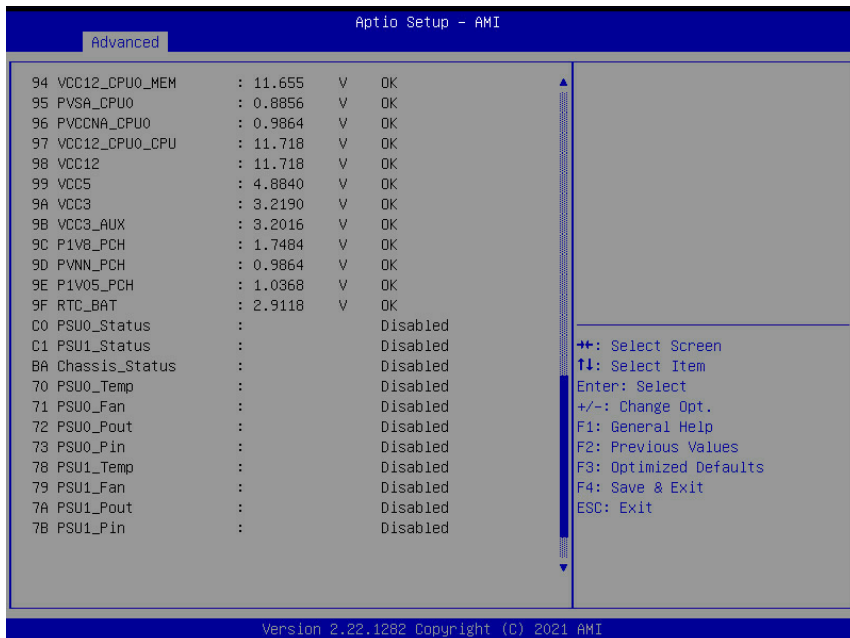 Aptio Setup – AMI
Advanced
94 VCC12_CPU0_MEM : 11.655 V OK
95 PVSA_CPU0 : 0.8856 V OK
96 PVCCNA_CPU0 : 0.9864 V OK
97 VCC12_CPU0_CPU : 11.718 V OK
98 VCC12 : 11.718 V OK
99 VCC5 : 4.8840 V OK
9A VCC3 : 3.2190 V OK
9B VCC3_AUX : 3.2016 V OK
9C P1V8_PCH : 1.7484 V OK
9D PVNN_PCH : 0.9864 V OK
9E P1V05_PCH : 1.0368 V OK
9F RTC_BAT : 2.9118 V OK
C0 PSU0_Status : Disabled
C1 PSU1_Status : Disabled
BA Chassis_Status : Disabled
70 PSU0_Temp : Disabled
71 PSU0_Fan : Disabled
72 PSU0_Pout : Disabled
73 PSU0_Pin : Disabled
78 PSU1_Temp : Disabled
79 PSU1_Fan : Disabled
7A PSU1_Pout : Disabled
7B PSU1_Pin : Disabled
→←: Select Screen
↑↓: Select Item
Enter: Select
+/-: Change Opt.
F1: General Help
F2: Previous Values
F3: Optimized Defaults
F4: Save & Exit
ESC: Exit
Version 2.22.1282 Copyright (C) 2021 AMI